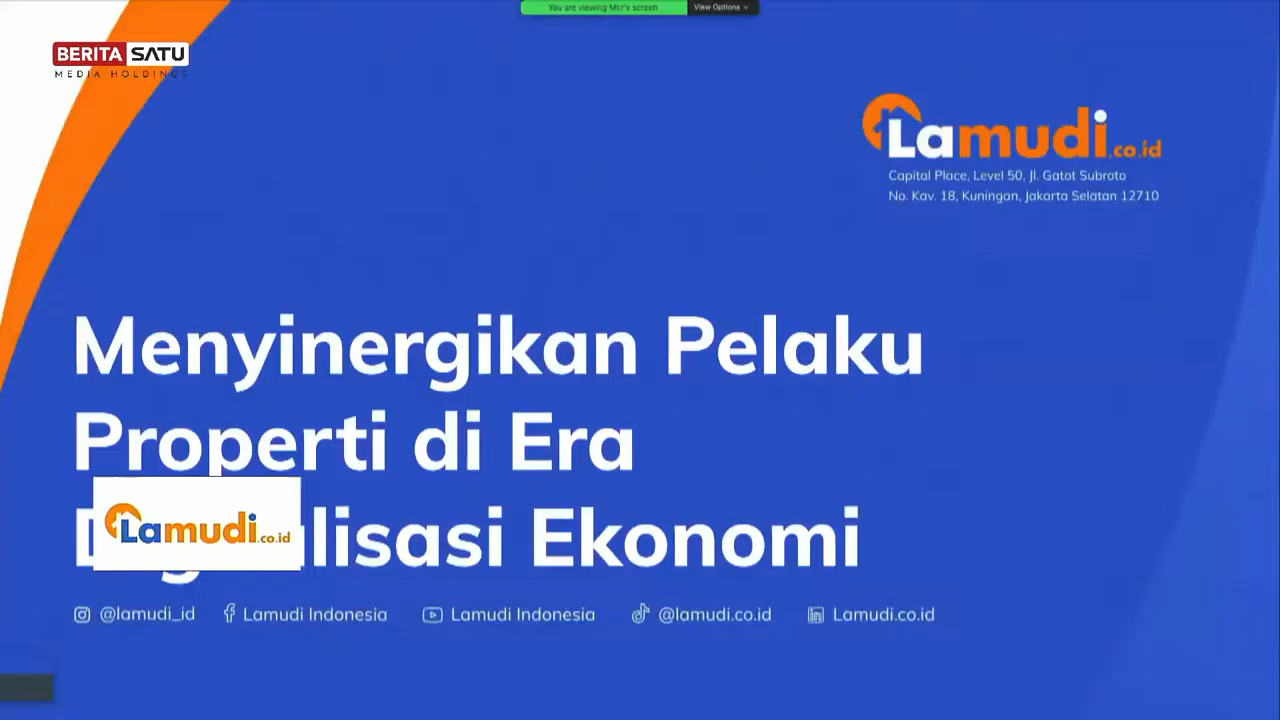 You are viewing Mcr's screen View Options
BERITA SATU
MEDIA HOLDINGS
Lamudi.co.id
Capital Place, Level 50, Jl. Gatot Subroto
No. Kav. 18, Kuningan, Jakarta Selatan 12710
Menyinergikan Pelaku
Properti di Era
lisasi Ekonomi
Lamudi.co.id
@lamudi_id Lamudi Indonesia Lamudi Indonesia @lamudi.co.id Lamudi.co.id